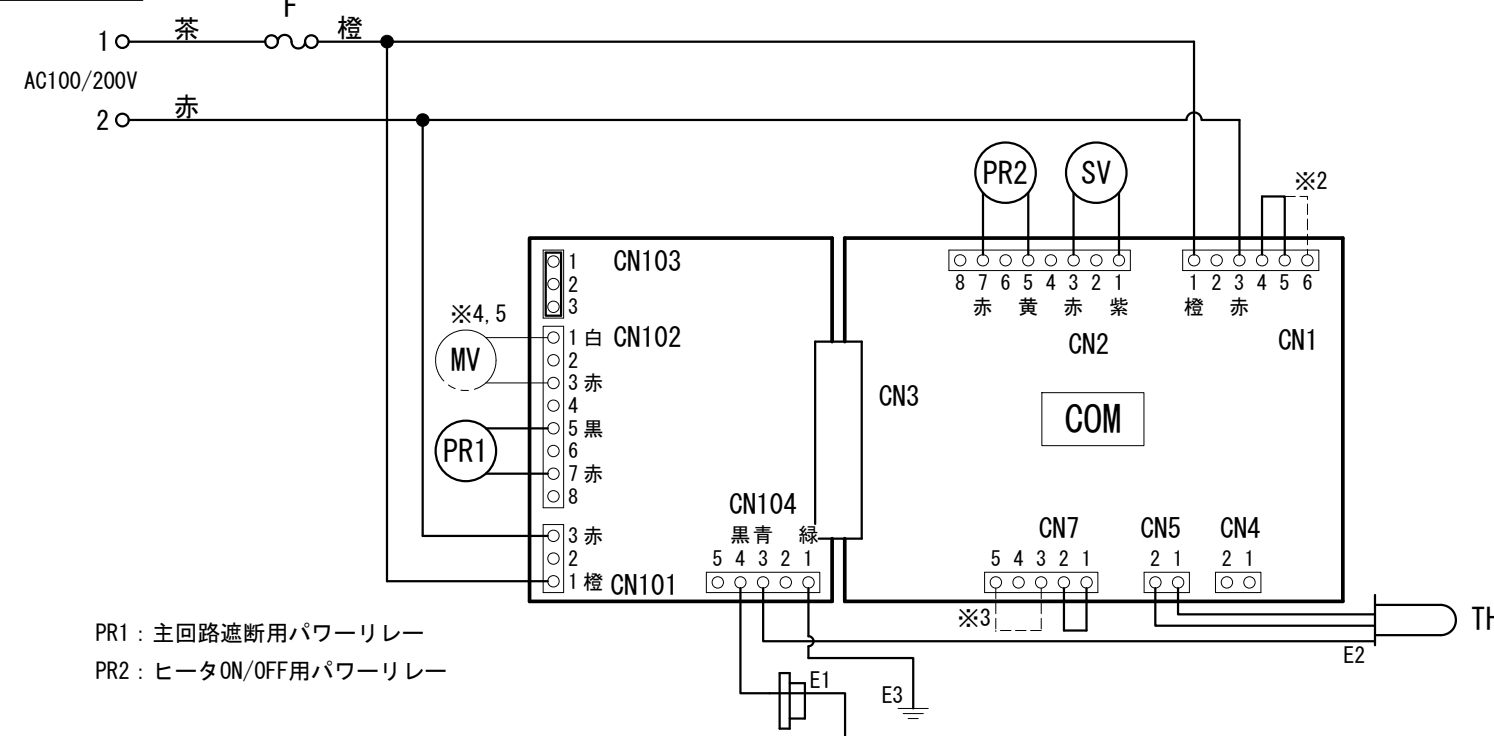 F
1 茶 橙
AC100/200V
2 赤
PR2 SV ※2
8 7 6 5 4 3 2 1 1 2 3 4 5 6
赤 黄 赤 紫 橙 赤
CN2 CN1
1 CN103
2
3
※4,5
MV
1 白 CN102
2
3 赤
4
PR1
5 黒
6
7 赤
8
CN3
COM
3 赤
2
1 橙 CN101
CN104
黒 青 緑
5 4 3 2 1
CN7 CN5 CN4
5 4 3 2 1 2 1 2 1
※3
TH
E2
E1
E3
PR1：主回路遮断用パワーリレー
PR2：ヒータON/OFF用パワーリレー